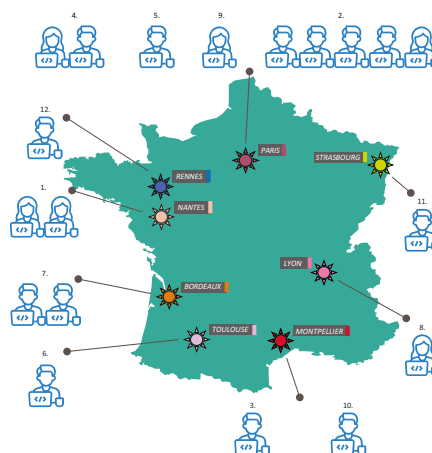 4.
5.
9.
2.
12.
PARIS
STRASBOURG
RENNES
1.
NANTES
11.
LYON
7.
BORDEAUX
TOULOUSE
MONTPELLIER
8.
6.
3.
10.